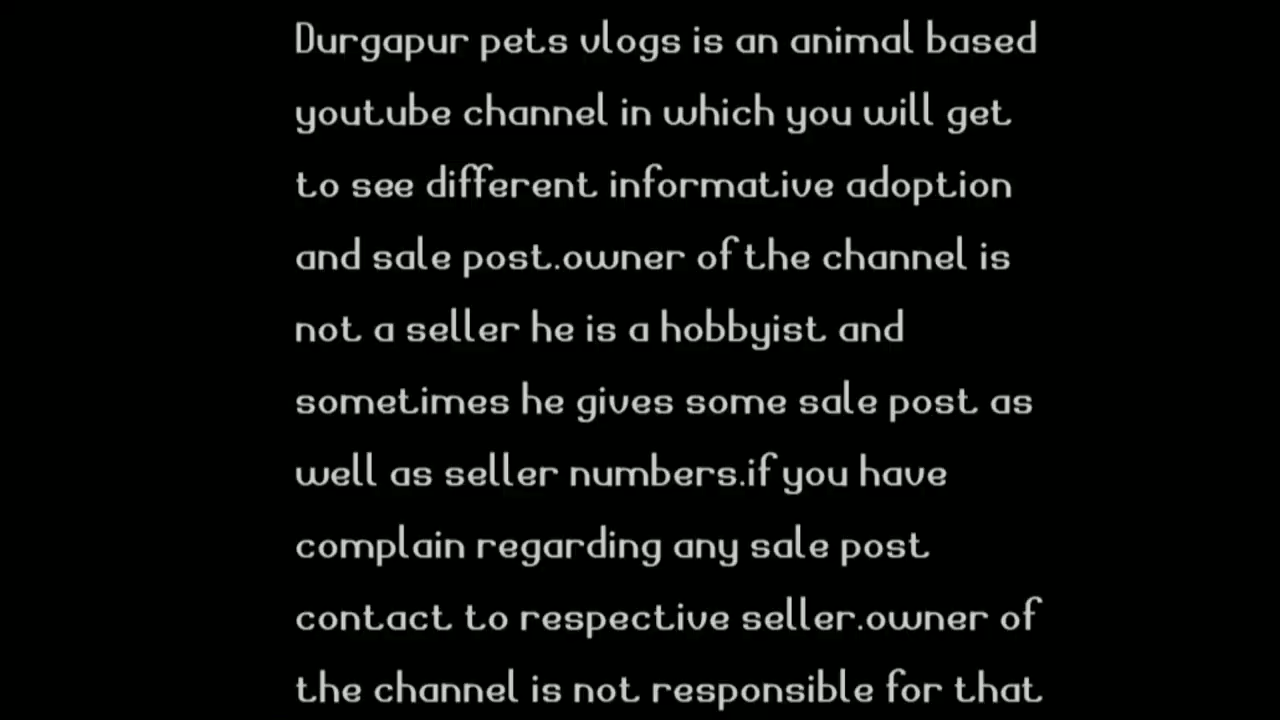 Durgapur pets vlogs is an animal based
youtube channel in which you will get
to see different informative adoption
and sale post.owner of the channel is
not a seller he is a hobbyist and
sometimes he gives some sale post as
well as seller numbers.if you have
complain regarding any sale post
contact to respective seller.owner of
the channel is not responsible for that